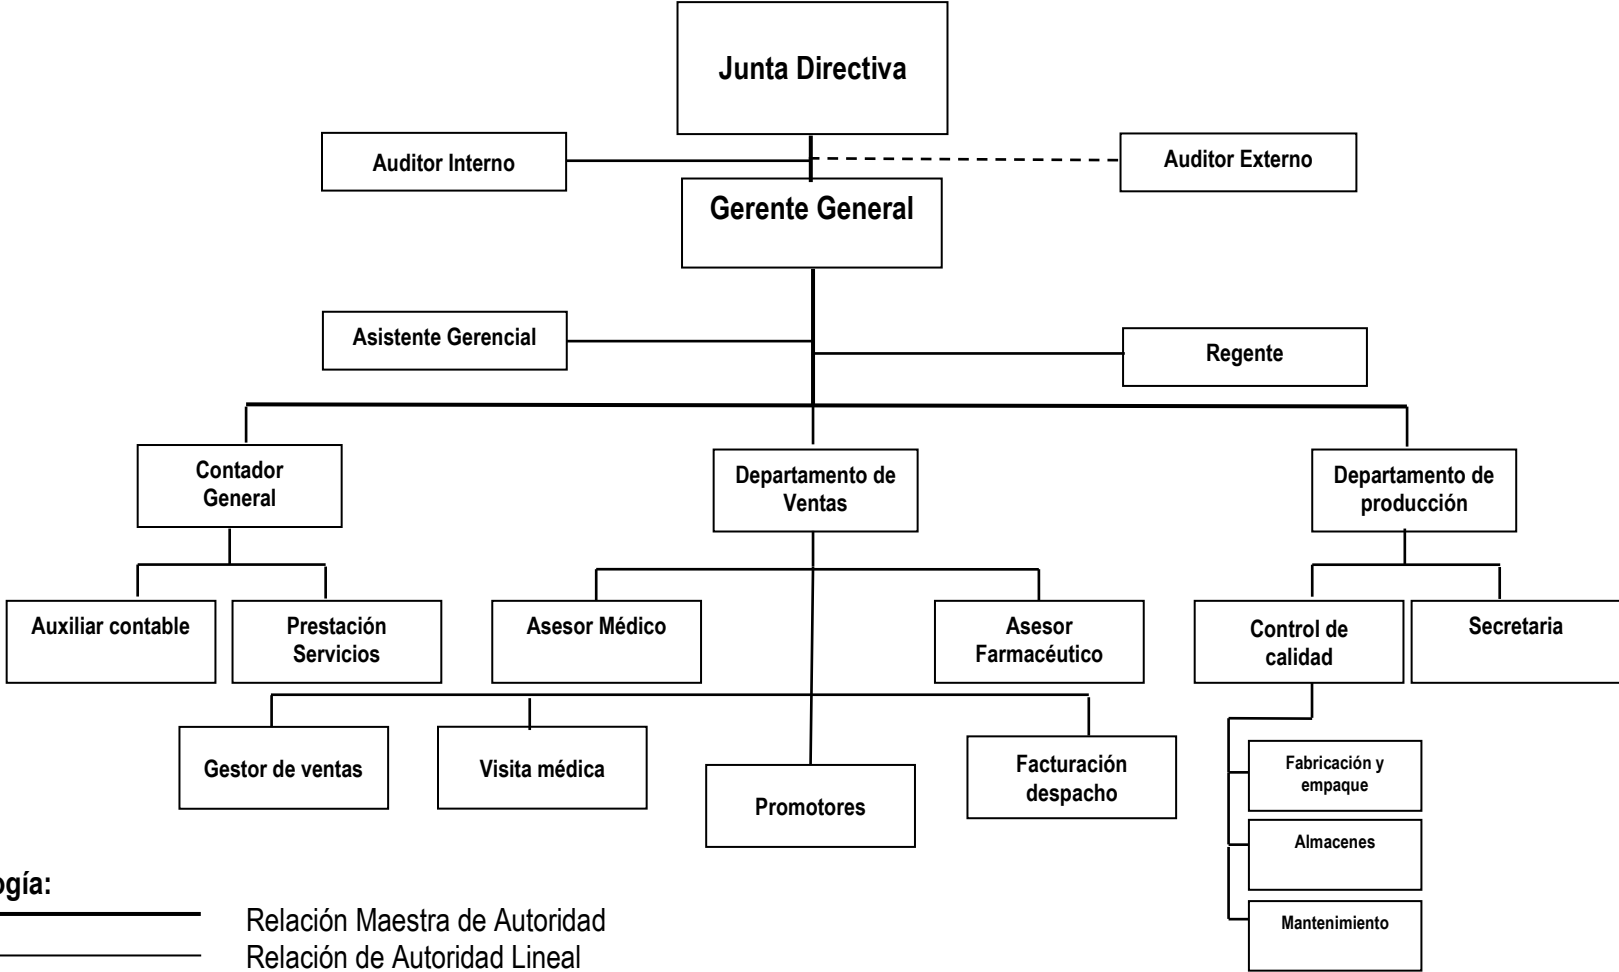 Junta Directiva
Auditor Interno
Auditor Externo
Gerente General
Asistente Gerencial
Regente
Contador
General
Departamento de
Ventas
Departamento de
producción
Auxiliar contable
Prestación
Servicios
Asesor Médico
Asesor
Farmacéutico
Control de
calidad
Secretaria
Gestor de ventas
Visita médica
Promotores
Facturación
despacho
Fabricación y
empaque
Almacenes
Mantenimiento
ogía:
Relación Maestra de Autoridad
Relación de Autoridad Lineal